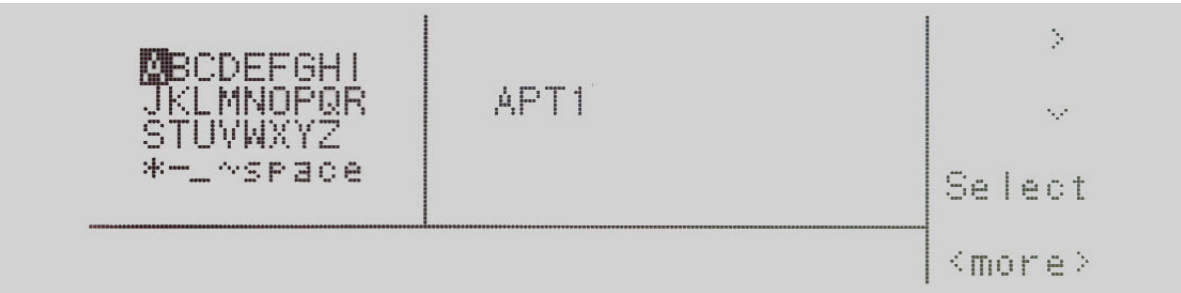 ABCDEFGHI
JKLMNOPQR
STUVWXYZ
*-_~space
APT1
>
⌄
Select
<more>